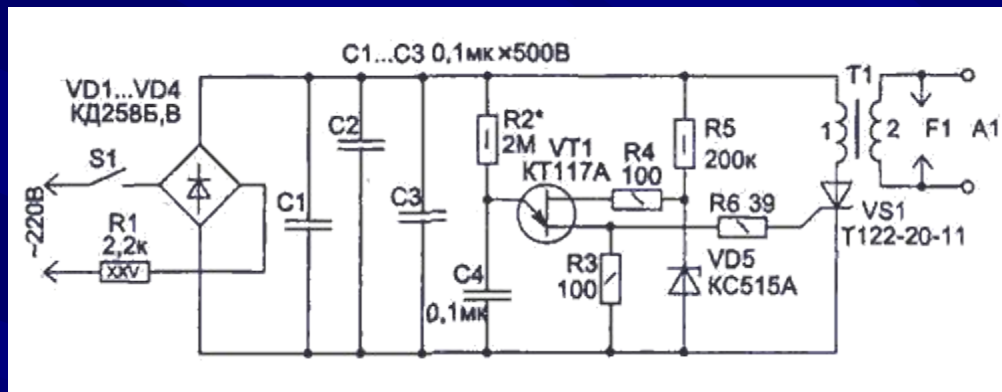 C1...C3 0,1мк×500В
VD1...VD4
КД258Б,В
S1
~220В
R1
2,2к
XXV
C1
C2
C3
R2*
2М
C4
0,1мк
VT1
КТ117А
R4
100
R3
100
R5
200к
R6 39
VD5
КС515А
T1
1
2
F1
A1
VS1
Т122-20-11